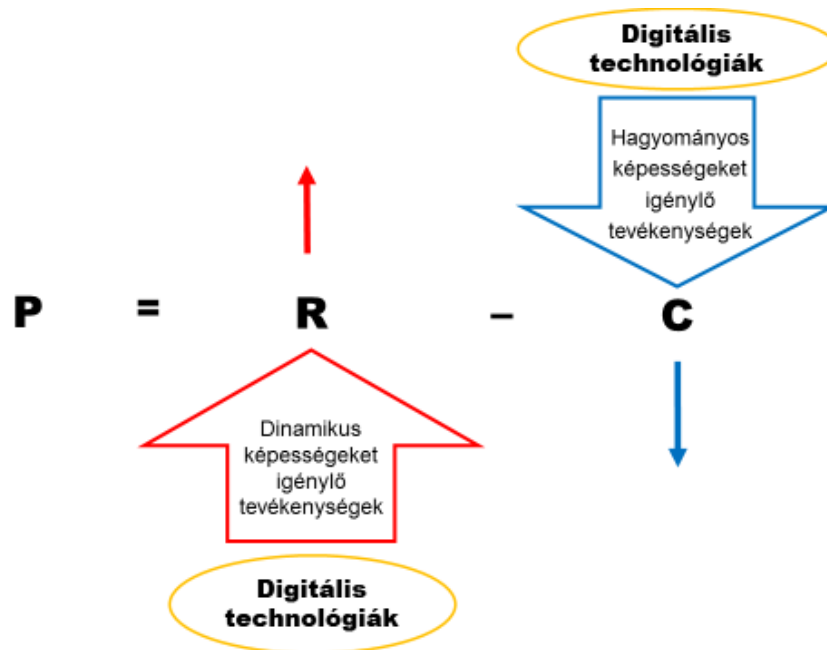 Digitális
technológiák
Hagyományos
képességeket
igénylő
tevékenységek
P = R – C
Dinamikus
képességeket
igénylő
tevékenységek
Digitális
technológiák